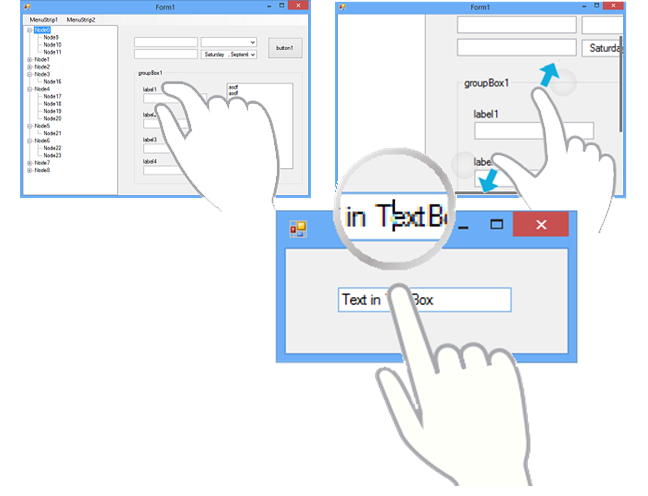 Form1
MenuStrip1 MenuStrip2
Node0
Node9
Node10
Node11
Node1
Node2
Node3
Node16
Node4
Node17
Node18
Node19
Node20
Node5
Node21
Node6
Node22
Node23
Node7
Node8
Saturday , Septemb
button1
groupBox1
label1
label2
label3
label4
asdf
asdf
Form1
Saturda
groupBox1
label1
labe
in TextBo
Text in T Box